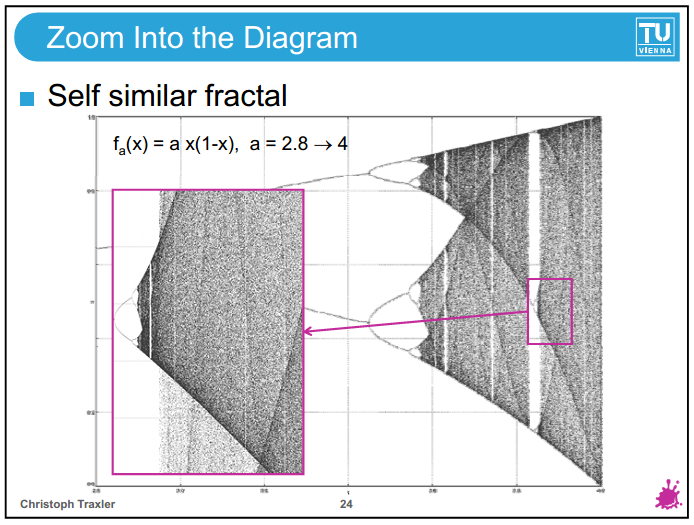 Zoom Into the Diagram
TU
VIENNA
Self similar fractal
fa(x) = a x(1-x), a = 2.8 → 4
Christoph Traxler
24